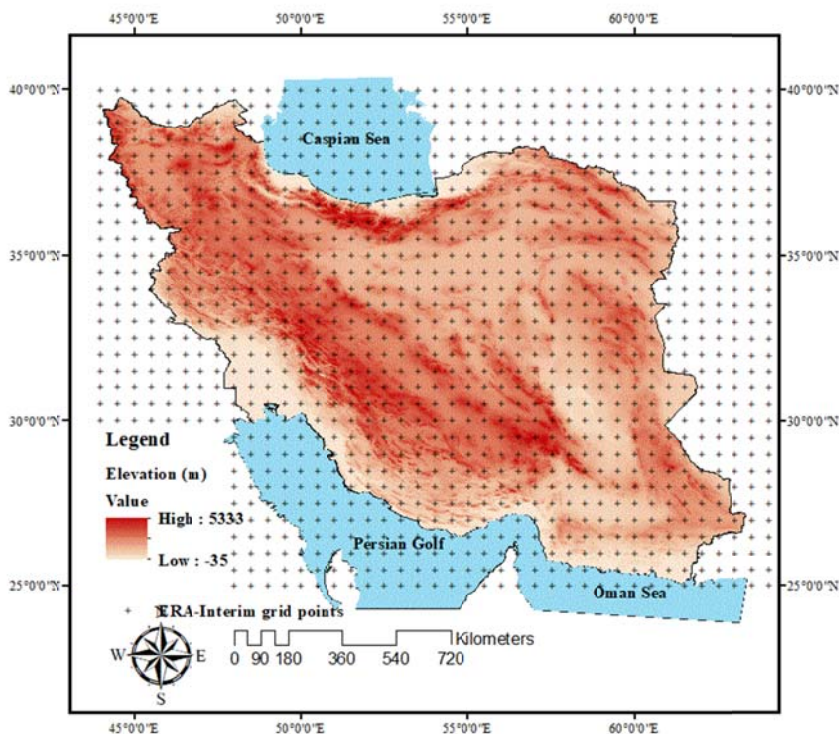 45°0'0"E 50°0'0"E 55°0'0"E 60°0'0"E
40°0'0"N 40°0'0"N
Caspian Sea
35°0'0"N 35°0'0"N
30°0'0"N 30°0'0"N
Legend
Elevation (m)
Value
High : 5333
Low : -35
Persian Golf
25°0'0"N 25°0'0"N
Oman Sea
ERA-Interim grid points
N
W E
S
Kilometers
0 90 180 360 540 720
45°0'0"E 50°0'0"E 55°0'0"E 60°0'0"E